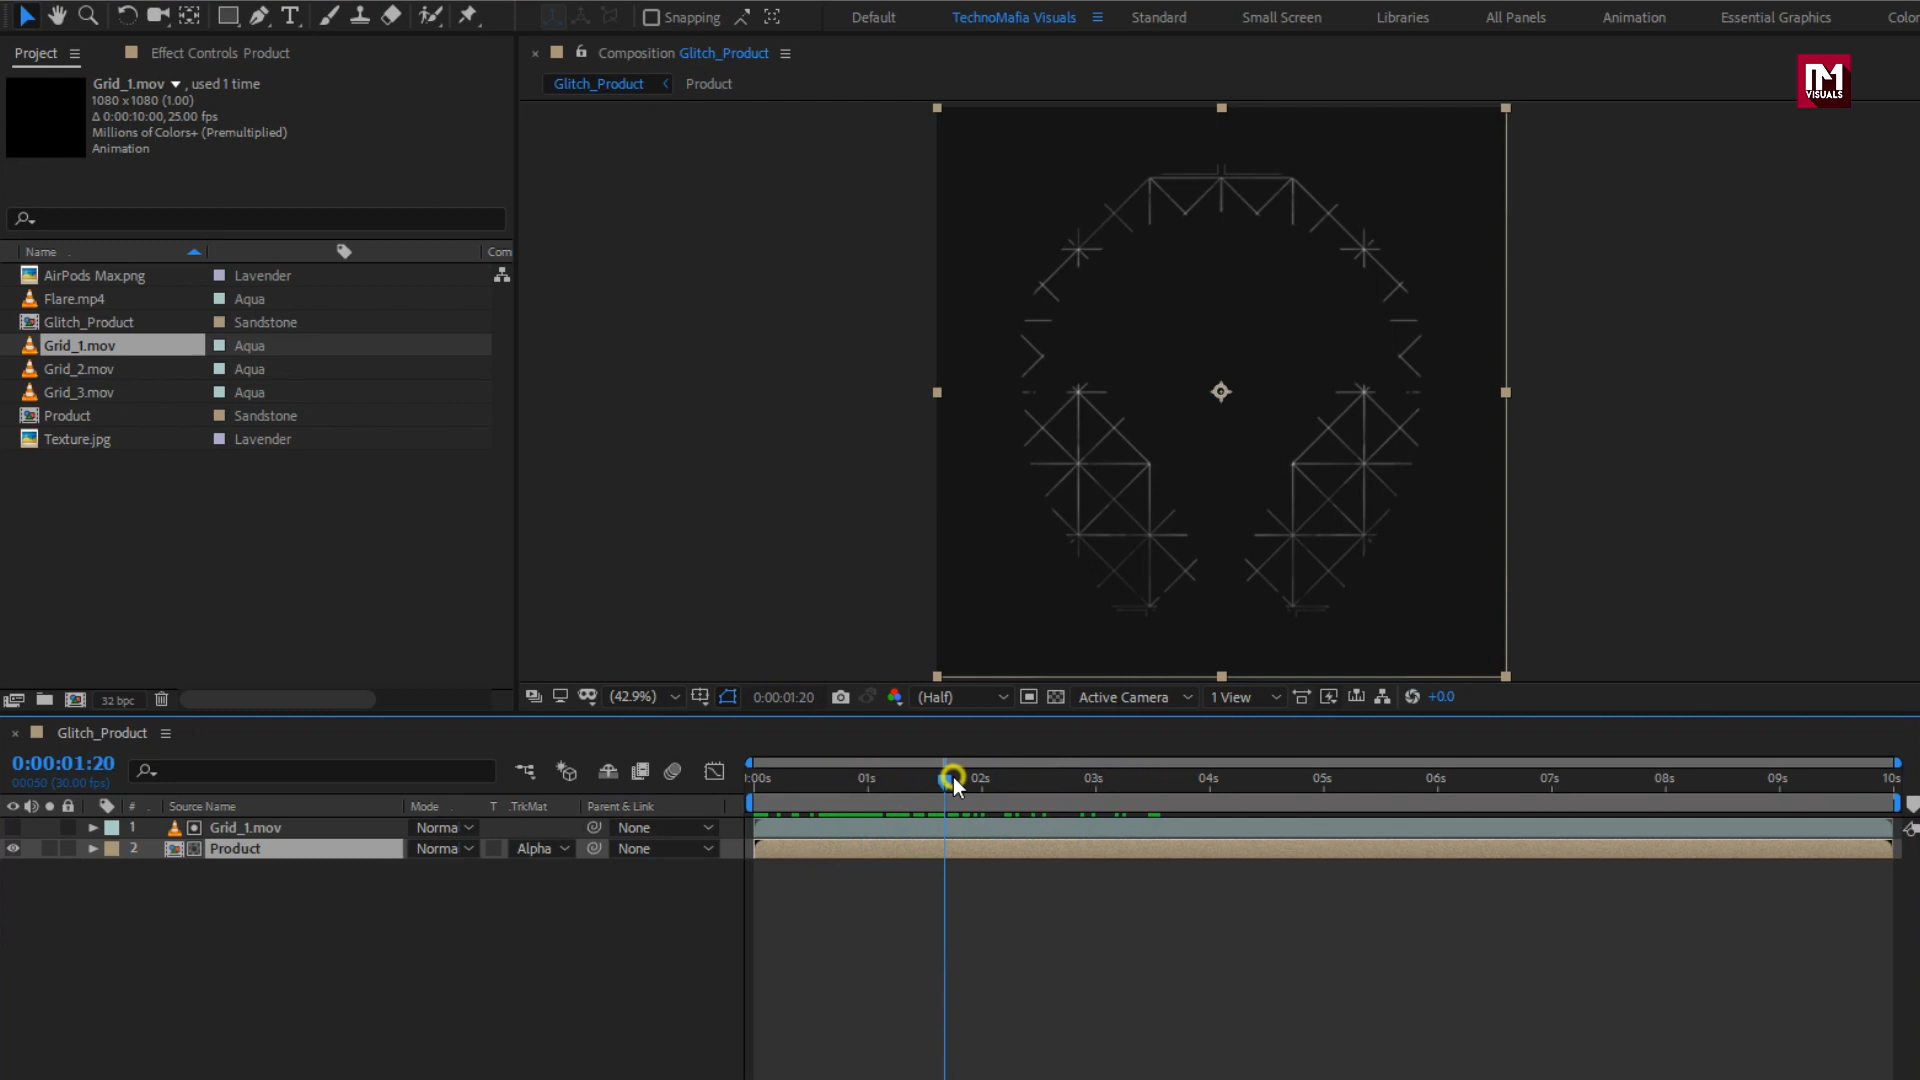 Snapping
Default
TechnoMafia Visuals
Standard
Small Screen
Libraries
All Panels
Animation
Essential Graphics
Color
Project
Effect Controls Product
Composition Glitch_Product
Glitch_Product
Product
Grid_1.mov , used 1 time
1080 x 1080 (1.00)
Δ 0:00:10:00, 25.00 fps
Millions of Colors+ (Premultiplied)
Animation
VISUALS
Name
Com
AirPods Max.png Lavender
Flare.mp4 Aqua
Glitch_Product Sandstone
Grid_1.mov Aqua
Grid_2.mov Aqua
Grid_3.mov Aqua
Product Sandstone
Texture.jpg Lavender
32 bpc
(42.9%)
0:00:01:20
(Half)
Active Camera
1 View
+0.0
Glitch_Product
0:00:01:20
00050 (30.00 fps)
:00s 01s 02s 03s 04s 05s 06s 07s 08s 09s 10s
# Source Name Mode T .TrkMat Parent & Link
1 Grid_1.mov Norma None
2 Product Norma Alpha None